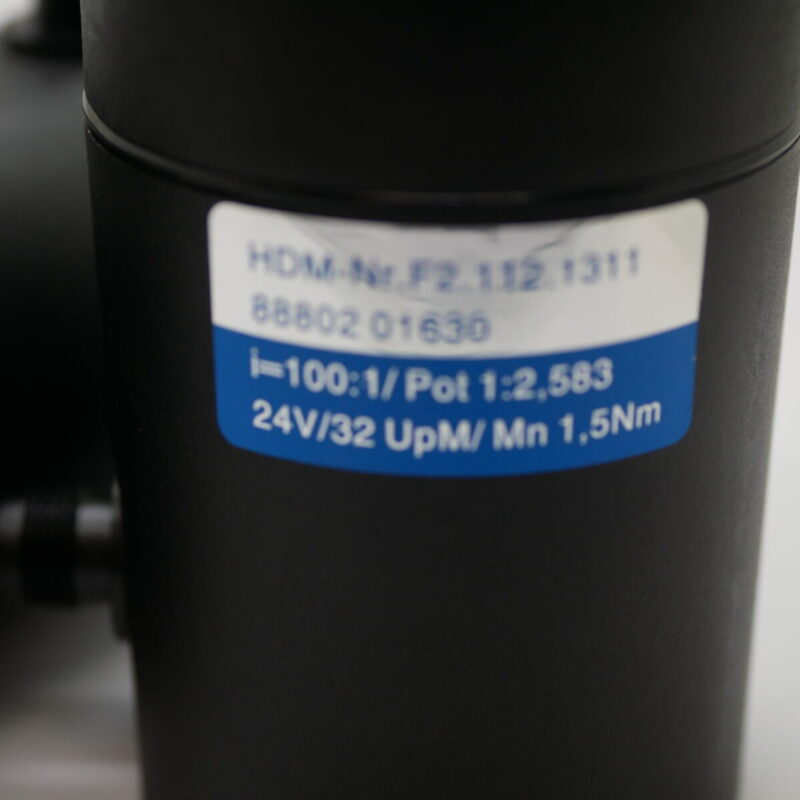 HDM-Nr.F2.112.1311
88802 01630
i=100:1/ Pot 1:2,583
24V/32 UpM/ Mn 1,5Nm